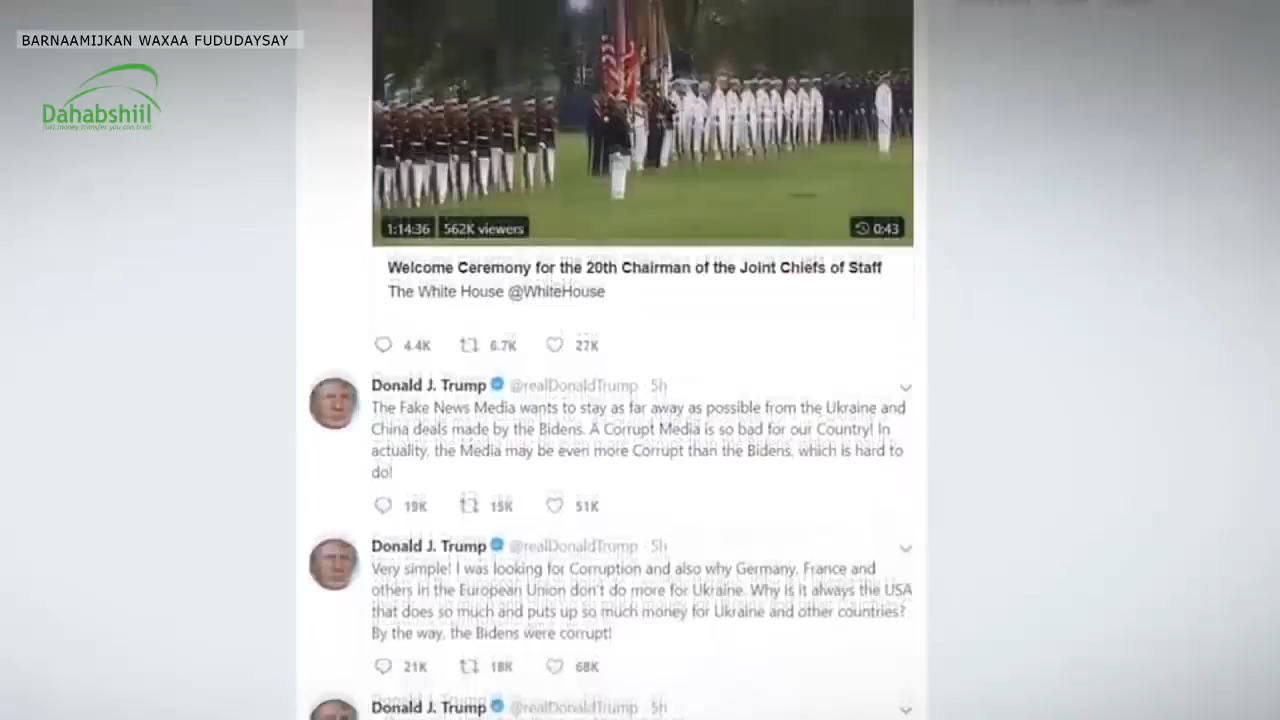 BARNAAMIJKAN WAXAA FUDUDAYSAY
Dahabshiil
fast money transfer you can trust
1:14:36
562K viewers
0:43
Welcome Ceremony for the 20th Chairman of the Joint Chiefs of Staff
The White House @WhiteHouse
4.4K 6.7K 27K
Donald J. Trump @realDonaldTrump · 5h
The Fake News Media wants to stay as far away as possible from the Ukraine and
China deals made by the Bidens. A Corrupt Media is so bad for our Country! In
actuality, the Media may be even more Corrupt than the Bidens, which is hard to
do!
19K 15K 51K
Donald J. Trump @realDonaldTrump · 5h
Very simple! I was looking for Corruption and also why Germany, France and
others in the European Union don't do more for Ukraine. Why is it always the USA
that does so much and puts up so much money for Ukraine and other countries?
By the way, the Bidens were corrupt!
21K 18K 68K
Donald J. Trump @realDonaldTrump · 5h